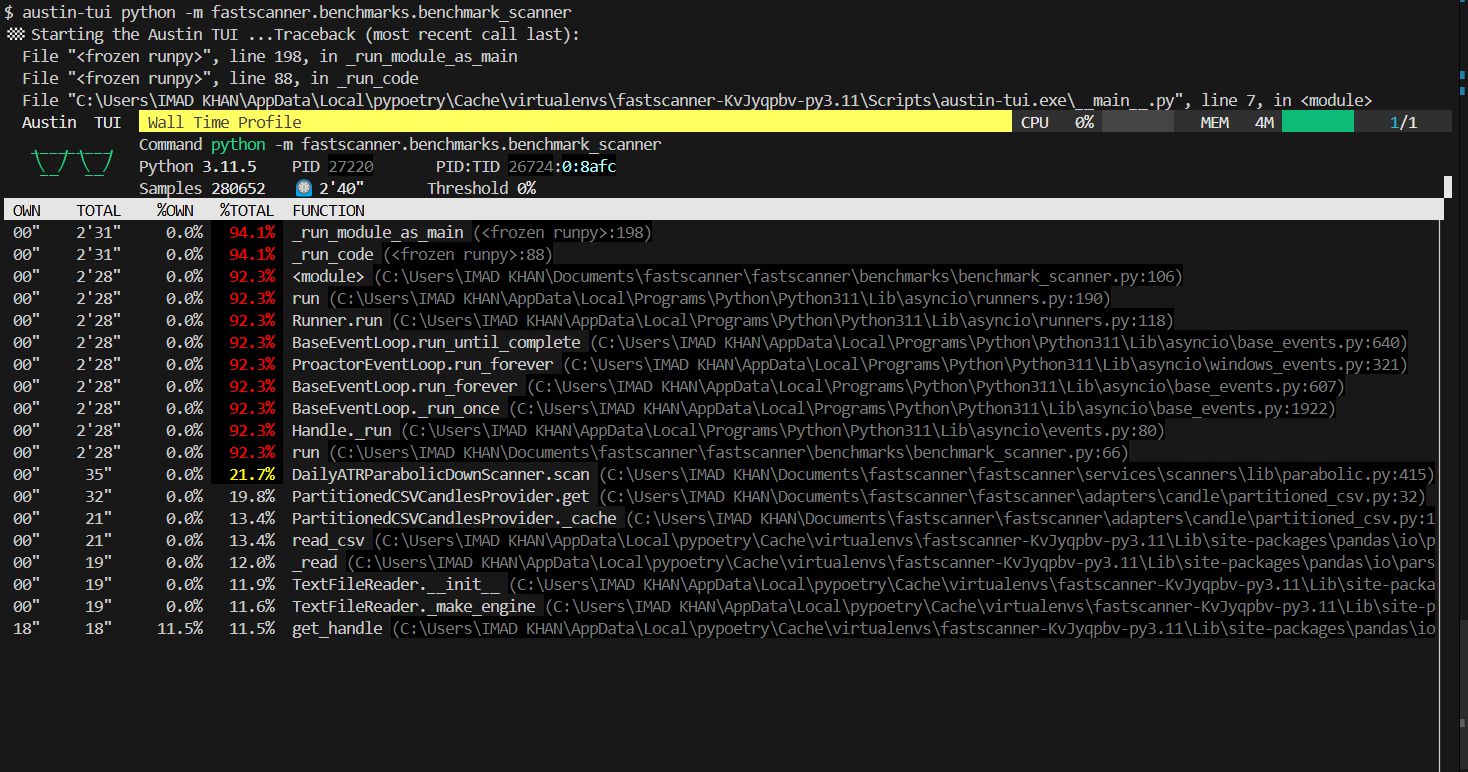 $ austin-tui python -m fastscanner.benchmarks.benchmark_scanner
Starting the Austin TUI ...Traceback (most recent call last):
File "<frozen runpy>", line 198, in _run_module_as_main
File "<frozen runpy>", line 88, in _run_code
File "C:\Users\IMAD KHAN\AppData\Local\pypoetry\Cache\virtualenvs\fastscanner-KvJyqpbv-py3.11\Scripts\austin-tui.exe\__main__.py", line 7, in <module>
Austin TUI Wall Time Profile CPU 0% MEM 4M 1/1
Command python -m fastscanner.benchmarks.benchmark_scanner
Python 3.11.5 PID 27220 PID:TID 26724:0:8afc
Samples 280652 2'40" Threshold 0%
OWN TOTAL %OWN %TOTAL FUNCTION
00" 2'31" 0.0% 94.1% _run_module_as_main (<frozen runpy>:198)
00" 2'31" 0.0% 94.1% _run_code (<frozen runpy>:88)
00" 2'28" 0.0% 92.3% <module> (C:\Users\IMAD KHAN\Documents\fastscanner\fastscanner\benchmarks\benchmark_scanner.py:106)
00" 2'28" 0.0% 92.3% run (C:\Users\IMAD KHAN\AppData\Local\Programs\Python\Python311\Lib\asyncio\runners.py:190)
00" 2'28" 0.0% 92.3% Runner.run (C:\Users\IMAD KHAN\AppData\Local\Programs\Python\Python311\Lib\asyncio\runners.py:118)
00" 2'28" 0.0% 92.3% BaseEventLoop.run_until_complete (C:\Users\IMAD KHAN\AppData\Local\Programs\Python\Python311\Lib\asyncio\base_events.py:640)
00" 2'28" 0.0% 92.3% ProactorEventLoop.run_forever (C:\Users\IMAD KHAN\AppData\Local\Programs\Python\Python311\Lib\asyncio\windows_events.py:321)
00" 2'28" 0.0% 92.3% BaseEventLoop.run_forever (C:\Users\IMAD KHAN\AppData\Local\Programs\Python\Python311\Lib\asyncio\base_events.py:607)
00" 2'28" 0.0% 92.3% BaseEventLoop._run_once (C:\Users\IMAD KHAN\AppData\Local\Programs\Python\Python311\Lib\asyncio\base_events.py:1922)
00" 2'28" 0.0% 92.3% Handle._run (C:\Users\IMAD KHAN\AppData\Local\Programs\Python\Python311\Lib\asyncio\events.py:80)
00" 2'28" 0.0% 92.3% run (C:\Users\IMAD KHAN\Documents\fastscanner\fastscanner\benchmarks\benchmark_scanner.py:66)
00" 35" 0.0% 21.7% DailyATRParabolicDownScanner.scan (C:\Users\IMAD KHAN\Documents\fastscanner\fastscanner\services\scanners\lib\parabolic.py:415)
00" 32" 0.0% 19.8% PartitionedCSVCandlesProvider.get (C:\Users\IMAD KHAN\Documents\fastscanner\fastscanner\adapters\candle\partitioned_csv.py:32)
00" 21" 0.0% 13.4% PartitionedCSVCandlesProvider._cache (C:\Users\IMAD KHAN\Documents\fastscanner\fastscanner\adapters\candle\partitioned_csv.py:1
00" 21" 0.0% 13.4% read_csv (C:\Users\IMAD KHAN\AppData\Local\pypoetry\Cache\virtualenvs\fastscanner-KvJyqpbv-py3.11\Lib\site-packages\pandas\io\p
00" 19" 0.0% 12.0% _read (C:\Users\IMAD KHAN\AppData\Local\pypoetry\Cache\virtualenvs\fastscanner-KvJyqpbv-py3.11\Lib\site-packages\pandas\io\pars
00" 19" 0.0% 11.9% TextFileReader.__init__ (C:\Users\IMAD KHAN\AppData\Local\pypoetry\Cache\virtualenvs\fastscanner-KvJyqpbv-py3.11\Lib\site-packa
00" 19" 0.0% 11.6% TextFileReader._make_engine (C:\Users\IMAD KHAN\AppData\Local\pypoetry\Cache\virtualenvs\fastscanner-KvJyqpbv-py3.11\Lib\site-p
18" 18" 11.5% 11.5% get_handle (C:\Users\IMAD KHAN\AppData\Local\pypoetry\Cache\virtualenvs\fastscanner-KvJyqpbv-py3.11\Lib\site-packages\pandas\io